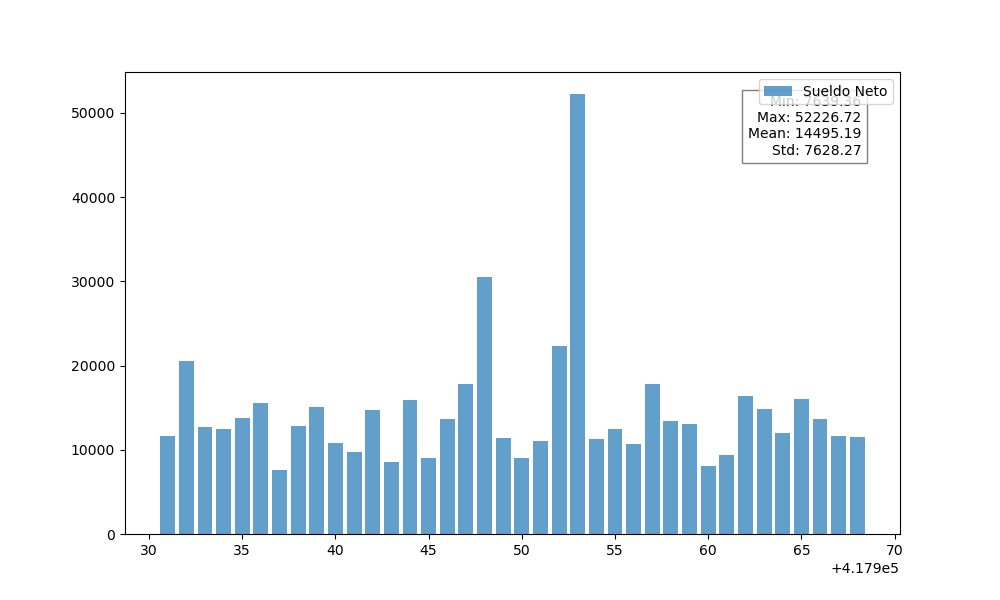 Sueldo Neto
Min: 7639.36
Max: 52226.72
Mean: 14495.19
Std: 7628.27
50000
40000
30000
20000
10000
0
30 35 40 45 50 55 60 65 70
+4.179e5